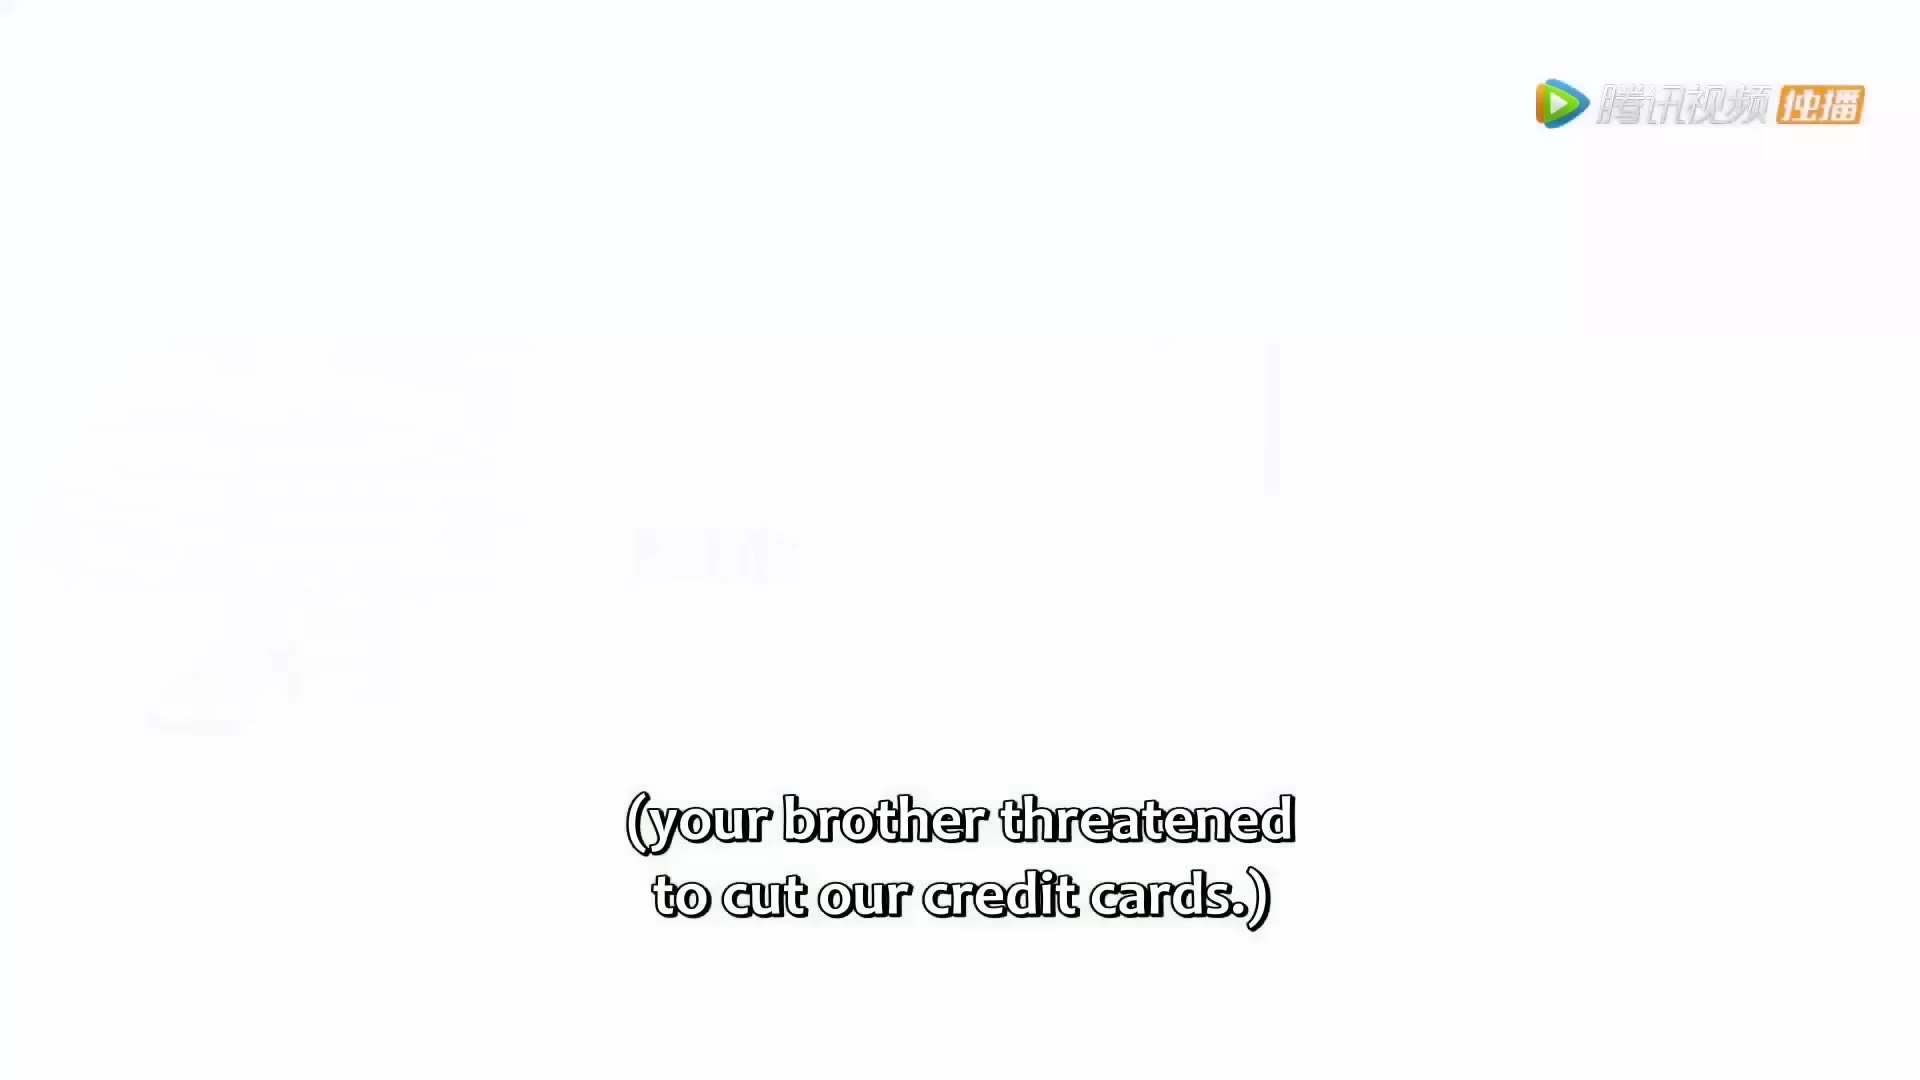 腾讯视频 独播
(your brother threatened
to cut our credit cards.)